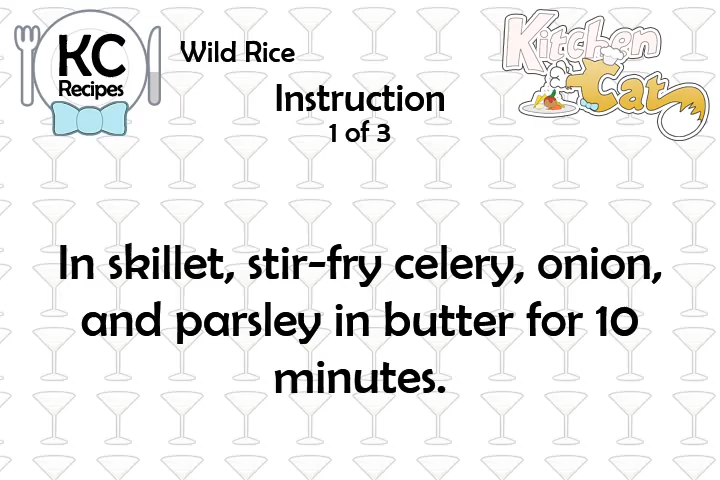 KC
Recipes
Wild Rice
Kitchen
Cat
Instruction
1 of 3
In skillet, stir-fry celery, onion,
and parsley in butter for 10
minutes.